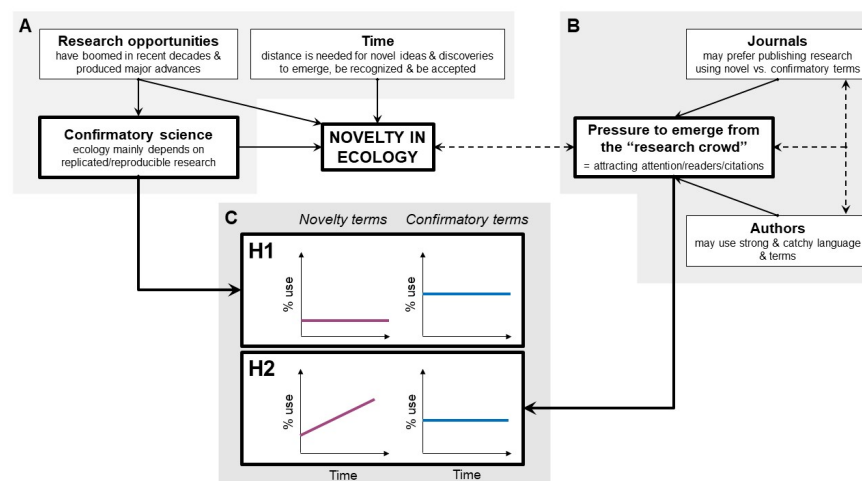 A
Research opportunities
have boomed in recent decades &
produced major advances
Time
distance is needed for novel ideas & discoveries
to emerge, be recognized & be accepted
Confirmatory science
ecology mainly depends on
replicated/reproducible research
NOVELTY IN
ECOLOGY
B
Journals
may prefer publishing research
using novel vs. confirmatory terms
Pressure to emerge from
the “research crowd”
= attracting attention/readers/citations
Authors
may use strong & catchy language
& terms
C
Novelty terms
Confirmatory terms
H1
% use
% use
H2
% use
% use
Time
Time